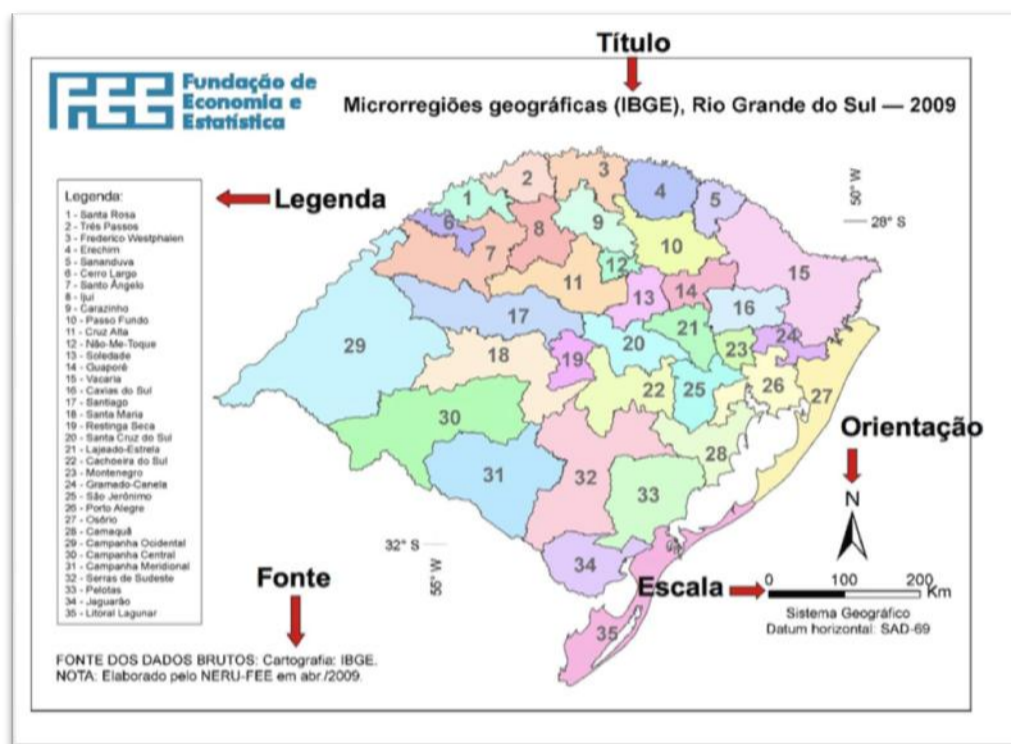 Título
FEE
Fundação de
Economia e
Estatística
Microrregiões geográficas (IBGE), Rio Grande do Sul — 2009
Legenda
Legenda:
1 - Santa Rosa
2 - Três Passos
3 - Frederico Westphalen
4 - Erechim
5 - Sananduva
6 - Cerro Largo
7 - Santo Ângelo
8 - Ijuí
9 - Carazinho
10 - Passo Fundo
11 - Cruz Alta
12 - Não-Me-Toque
13 - Soledade
14 - Guaporé
15 - Vacaria
16 - Caxias do Sul
17 - Santiago
18 - Santa Maria
19 - Restinga Seca
20 - Santa Cruz do Sul
21 - Lajeado-Estrela
22 - Cachoeira do Sul
23 - Montenegro
24 - Gramado-Canela
25 - São Jerônimo
26 - Porto Alegre
27 - Osório
28 - Camaquã
29 - Campanha Ocidental
30 - Campanha Central
31 - Campanha Meridional
32 - Serras de Sudeste
33 - Pelotas
34 - Jaguarão
35 - Litoral Lagunar
50° W
28° S
1
2
3
4
5
6
7
8
9
10
11
12
13
14
15
16
17
18
19
20
21
22
23
24
25
26
27
28
29
30
31
32
33
34
35
32° S
55° W
Orientação
N
Escala
0 100 200
Km
Sistema Geográfico
Datum horizontal: SAD-69
Fonte
FONTE DOS DADOS BRUTOS: Cartografia: IBGE.
NOTA: Elaborado pelo NERU-FEE em abr./2009.